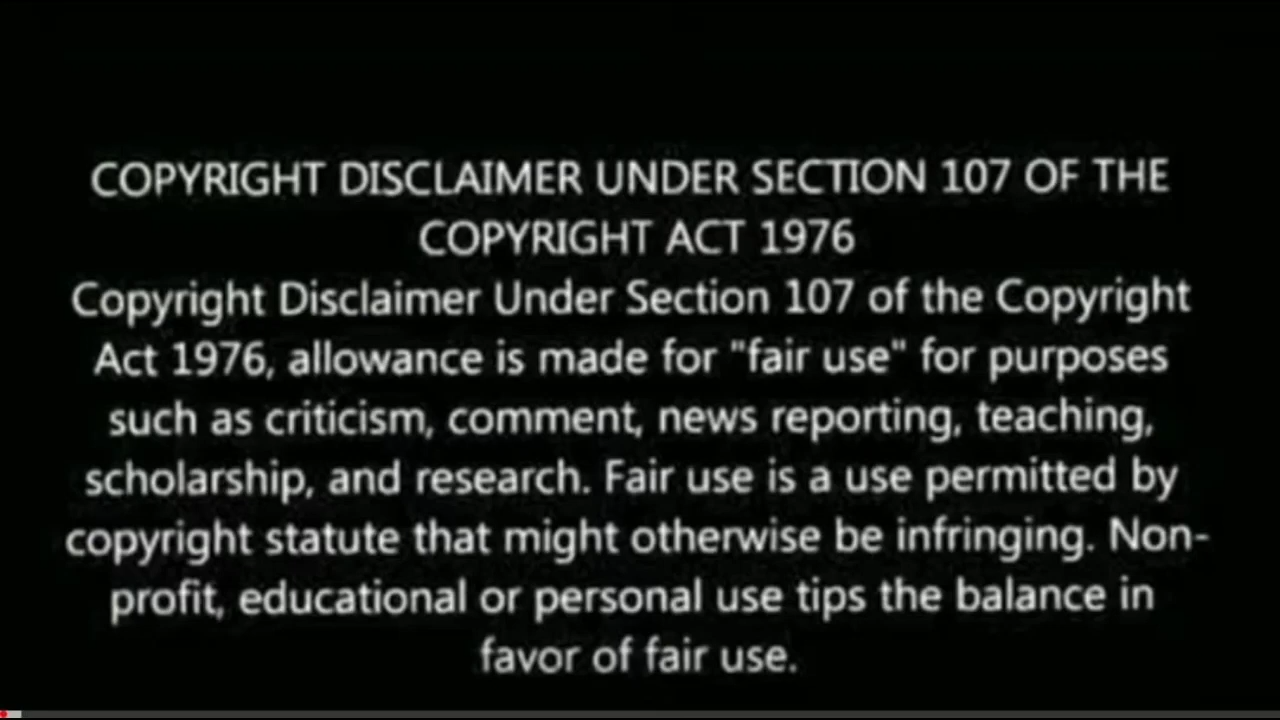 COPYRIGHT DISCLAIMER UNDER SECTION 107 OF THE
COPYRIGHT ACT 1976
Copyright Disclaimer Under Section 107 of the Copyright
Act 1976, allowance is made for "fair use" for purposes
such as criticism, comment, news reporting, teaching,
scholarship, and research. Fair use is a use permitted by
copyright statute that might otherwise be infringing. Non-
profit, educational or personal use tips the balance in
favor of fair use.